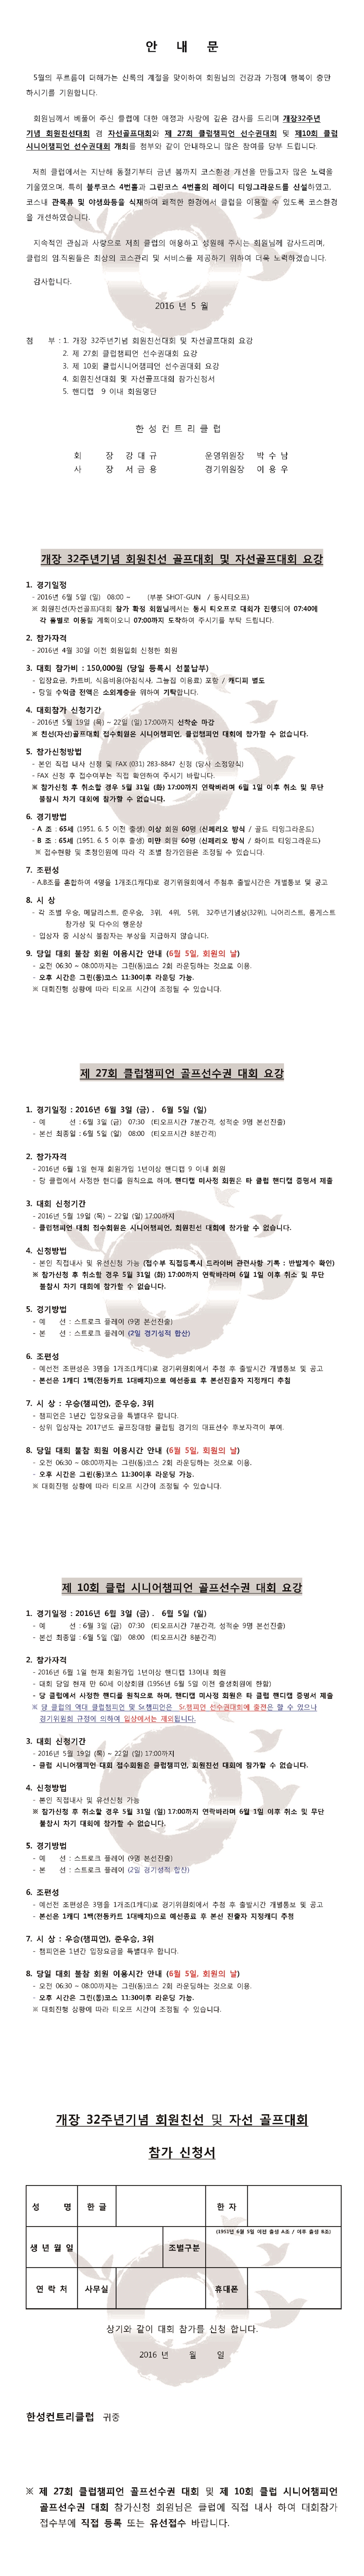 안 내 문
5월의 푸르름이 더해가는 신록의 계절을 맞이하여 회원님의 건강과 가정에 행복이 충만
하시기를 기원합니다.
회원님께서 베풀어 주신 클럽에 대한 애정과 사랑에 깊은 감사를 드리며 개장32주년
기념 회원친선대회 겸 자선골프대회와 제 27회 클럽챔피언 선수권대회 및 제10회 클럽
시니어챔피언 선수권대회 개최를 첨부와 같이 안내하오니 많은 참여를 당부 드립니다.
저희 클럽에서는 지난해 동절기부터 금년 봄까지 코스환경 개선을 만들고자 많은 노력을
기울였으며, 특히 블루코스 4번홀과 그린코스 4번홀의 레이디 티잉그라운드를 신설하였고,
코스내 관목류 및 야생화등을 식재하여 쾌적한 환경에서 클럽을 이용할 수 있도록 코스환경
을 개선하였습니다.
지속적인 관심과 사랑으로 저희 클럽의 애용하고 성원해 주시는 회원님께 감사드리며,
클럽의 임.직원들은 최상의 코스관리 및 서비스를 제공하기 위하여 더욱 노력하겠습니다.
감사합니다.
2016 년 5 월
첨 부 : 1. 개장 32주년기념 회원친선대회 및 자선골프대회 요강
2. 제 27회 클럽챔피언 선수권대회 요강
3. 제 10회 클럽시니어챔피언 선수권대회 요강
4. 회원친선대회 및 자선골프대회 참가신청서
5. 핸디캡 9 이내 회원명단
한 성 컨 트 리 클 럽
회 장 강 대 규 운영위원장 박 수 남
사 장 서 금 용 경기위원장 이 용 우
개장 32주년기념 회원친선 골프대회 및 자선골프대회 요강
1. 경기일정
- 2016년 6월 5일 (일) 08:00 ~ (부분 SHOT-GUN / 동시티오프)
※ 회원친선(자선골프)대회 참가 확정 회원님께서는 동시 티오프로 대회가 진행되어 07:40에
각 홀별로 이동할 계획이오니 07:00까지 도착하여 주시기를 부탁 드립니다.
2. 참가자격
- 2016년 4월 30일 이전 회원입회 신청한 회원
3. 대회 참가비 : 150,000원 (당일 등록시 선불납부)
- 입장요금, 카트비, 식음비용(아침식사, 그늘집 이용료) 포함 / 캐디피 별도
- 당일 수익금 전액은 소외계층을 위하여 기탁합니다.
4. 대회참가 신청기간
- 2016년 5월 19일 (목) ~ 22일 (일) 17:00까지 선착순 마감
※ 친선(자선)골프대회 접수회원은 시니어챔피언, 클럽챔피언 대회에 참가할 수 없습니다.
5. 참가신청방법
- 본인 직접 내사 신청 및 FAX (031) 283-8847 신청 (당사 소정양식)
- FAX 신청 후 접수여부는 직접 확인하여 주시기 바랍니다.
※ 참가신청 후 취소할 경우 5월 31일 (화) 17:00까지 연락바라며 6월 1일 이후 취소 및 무단
불참시 차기 대회에 참가할 수 없습니다.
6. 경기방법
- A 조 : 65세 (1951. 6. 5 이전 출생) 이상 회원 60명 (신페리오 방식 / 골드 티잉그라운드)
- B 조 : 65세 (1951. 6. 5 이후 출생) 미만 회원 60명 (신페리오 방식 / 화이트 티잉그라운드)
※ 접수현황 및 초청인원에 따라 각 조별 참가인원은 조정될 수 있습니다.
7. 조편성
- A,B조를 혼합하여 4명을 1개조(1캐디)로 경기위원회에서 추첨후 출발시간은 개별통보 및 공고
8. 시 상
- 각 조별 우승, 메달리스트, 준우승, 3위, 4위, 5위, 32주년기념상(32위), 니어리스트, 롱게스트
참가상 및 다수의 행운상
- 입상자 중 시상식 불참자는 부상을 지급하지 않습니다.
9. 당일 대회 불참 회원 이용시간 안내 (6월 5일, 회원의 날)
- 오전 06:30 ~ 08:00까지는 그린(동)코스 2회 라운딩하는 것으로 이용.
- 오후 시간은 그린(동)코스 11:30이후 라운딩 가능.
※ 대회진행 상황에 따라 티오프 시간이 조정될 수 있습니다.
제 27회 클럽챔피언 골프선수권 대회 요강
1. 경기일정 : 2016년 6월 3일 (금) . 6월 5일 (일)
- 예 선 : 6월 3일 (금) 07:30 (티오프시간 7분간격, 성적순 9명 본선진출)
- 본선 최종일 : 6월 5일 (일) 08:00 (티오프시간 8분간격)
2. 참가자격
- 2016년 6월 1일 현재 회원가입 1년이상 핸디캡 9 이내 회원
- 당 클럽에서 사정한 핸디를 원칙으로 하며, 핸디캡 미사정 회원은 타 클럽 핸디캡 증명서 제출
3. 대회 신청기간
- 2016년 5월 19일 (목) ~ 22일 (일) 17:00까지
- 클럽챔피언 대회 접수회원은 시니어챔피언, 회원친선 대회에 참가할 수 없습니다.
4. 신청방법
- 본인 직접내사 및 유선신청 가능 (접수부 직접등록시 드라이버 관련사항 기록 : 반발계수 확인)
※ 참가신청 후 취소할 경우 5월 31일 (화) 17:00까지 연락바라며 6월 1일 이후 취소 및 무단
불참시 차기 대회에 참가할 수 없습니다.
5. 경기방법
- 예 선 : 스트로크 플레이 (9명 본선진출)
- 본 선 : 스트로크 플레이 (2일 경기성적 합산)
6. 조편성
- 예선전 조편성은 3명을 1개조(1캐디)로 경기위원회에서 추첨 후 출발시간 개별통보 및 공고
- 본선은 1캐디 1백(전동카트 1대배차)으로 예선종료 후 본선진출자 지정캐디 추첨
7. 시 상 : 우승(챔피언), 준우승, 3위
- 챔피언은 1년간 입장요금을 특별대우 합니다.
- 상위 입상자는 2017년도 골프장대항 클럽팀 경기의 대표선수 후보자격이 부여.
8. 당일 대회 불참 회원 이용시간 안내 (6월 5일, 회원의 날)
- 오전 06:30 ~ 08:00까지는 그린(동)코스 2회 라운딩하는 것으로 이용.
- 오후 시간은 그린(동)코스 11:30이후 라운딩 가능.
※ 대회진행 상황에 따라 티오프 시간이 조정될 수 있습니다.
제 10회 클럽 시니어챔피언 골프선수권 대회 요강
1. 경기일정 : 2016년 6월 3일 (금) . 6월 5일 (일)
- 예 선 : 6월 3일 (금) 07:30 (티오프시간 7분간격, 성적순 9명 본선진출)
- 본선 최종일 : 6월 5일 (일) 08:00 (티오프시간 8분간격)
2. 참가자격
- 2016년 6월 1일 현재 회원가입 1년이상 핸디캡 13이내 회원
- 대회 당일 현재 만 60세 이상회원 (1956년 6월 5일 이전 출생회원에 한함)
- 당 클럽에서 사정한 핸디를 원칙으로 하며, 핸디캡 미사정 회원은 타 클럽 핸디캡 증명서 제출
※ 당 클럽의 역대 클럽챔피언 및 Sr.챔피언은 Sr.챔피언 선수권대회에 출전은 할 수 있으나
경기위원회 규정에 의하여 입상에서는 제외됩니다.
3. 대회 신청기간
- 2016년 5월 19일 (목) ~ 22일 (일) 17:00까지
- 클럽 시니어챔피언 대회 접수회원은 클럽챔피언, 회원친선 대회에 참가할 수 없습니다.
4. 신청방법
- 본인 직접내사 및 유선신청 가능
※ 참가신청 후 취소할 경우 5월 31일 (일) 17:00까지 연락바라며 6월 1일 이후 취소 및 무단
불참시 차기 대회에 참가할 수 없습니다.
5. 경기방법
- 예 선 : 스트로크 플레이 (9명 본선진출)
- 본 선 : 스트로크 플레이 (2일 경기성적 합산)
6. 조편성
- 예선전 조편성은 3명을 1개조(1캐디)로 경기위원회에서 추첨 후 출발시간 개별통보 및 공고
- 본선은 1캐디 1백(전동카트 1대배치)으로 예선종료 후 본선 진출자 지정캐디 추첨
7. 시 상 : 우승(챔피언), 준우승, 3위
- 챔피언은 1년간 입장요금을 특별대우 합니다.
8. 당일 대회 불참 회원 이용시간 안내 (6월 5일, 회원의 날)
- 오전 06:30 ~ 08:00까지는 그린(동)코스 2회 라운딩하는 것으로 이용.
- 오후 시간은 그린(동)코스 11:30이후 라운딩 가능.
※ 대회진행 상황에 따라 티오프 시간이 조정될 수 있습니다.
개장 32주년기념 회원친선 및 자선 골프대회
참가 신청서
성 명 한 글 한 자
생 년 월 일 조별구분 (1951년 6월 5일 이전 출생 A조 / 이후 출생 B조)
연 락 처 사무실 휴대폰
상기와 같이 대회 참가를 신청 합니다.
2016 년 월 일
한성컨트리클럽 귀중
※ 제 27회 클럽챔피언 골프선수권 대회 및 제 10회 클럽 시니어챔피언
골프선수권 대회 참가신청 회원님은 클럽에 직접 내사 하여 대회참가
접수부에 직접 등록 또는 유선접수 바랍니다.